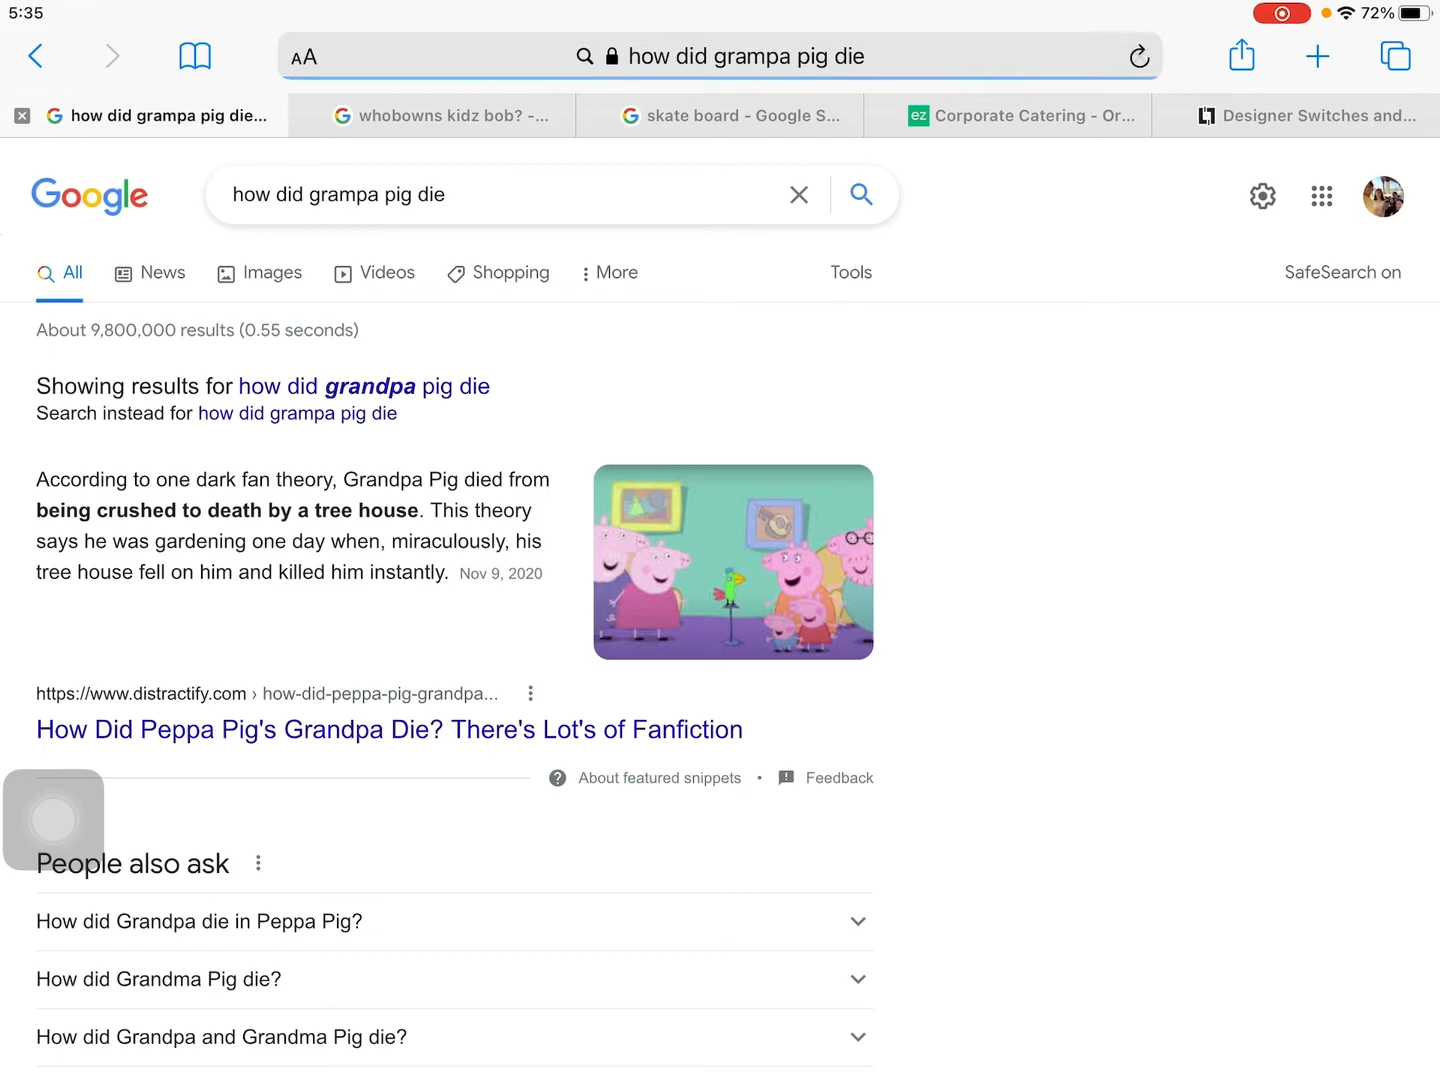 5:35
72%
AA
how did grampa pig die
how did grampa pig die...
whobowns kidz bob? -...
skate board - Google S...
ez Corporate Catering - Or...
Designer Switches and...
Google
how did grampa pig die
All
News
Images
Videos
Shopping
More
Tools
SafeSearch on
About 9,800,000 results (0.55 seconds)
Showing results for how did grandpa pig die
Search instead for how did grampa pig die
According to one dark fan theory, Grandpa Pig died from
being crushed to death by a tree house. This theory
says he was gardening one day when, miraculously, his
tree house fell on him and killed him instantly. Nov 9, 2020
https://www.distractify.com › how-did-peppa-pig-grandpa...
How Did Peppa Pig's Grandpa Die? There's Lot's of Fanfiction
About featured snippets • Feedback
People also ask
How did Grandpa die in Peppa Pig?
How did Grandma Pig die?
How did Grandpa and Grandma Pig die?